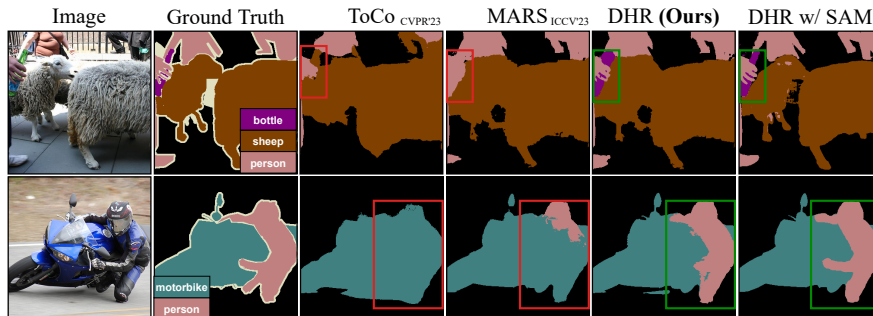 Image Ground Truth ToCo CVPR'23 MARS ICCV'23 DHR (Ours) DHR w/ SAM
bottle
sheep
person
motorbike
person